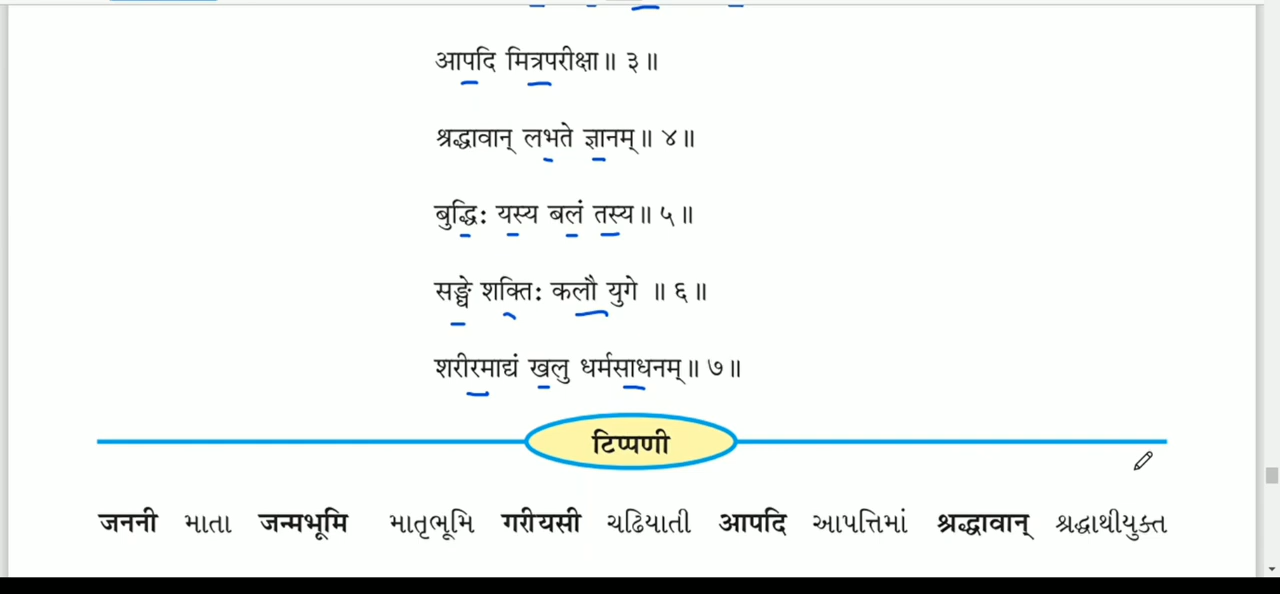 आपदि मित्रपरीक्षा ॥ ३ ॥
श्रद्धावान् लभते ज्ञानम् ॥ ४ ॥
बुद्धिः यस्य बलं तस्य ॥ ५ ॥
सङ्घे शक्तिः कलौ युगे ॥ ६ ॥
शरीरमाद्यं खलु धर्मसाधनम् ॥ ७ ॥
टिप्पणी
जननी માતા जन्मभूमि માતૃભૂમિ गरीयसी ચઢિયાતી आपदि આપત્તિમાં श्रद्धावान् શ્રદ્ધાથીયુક્ત